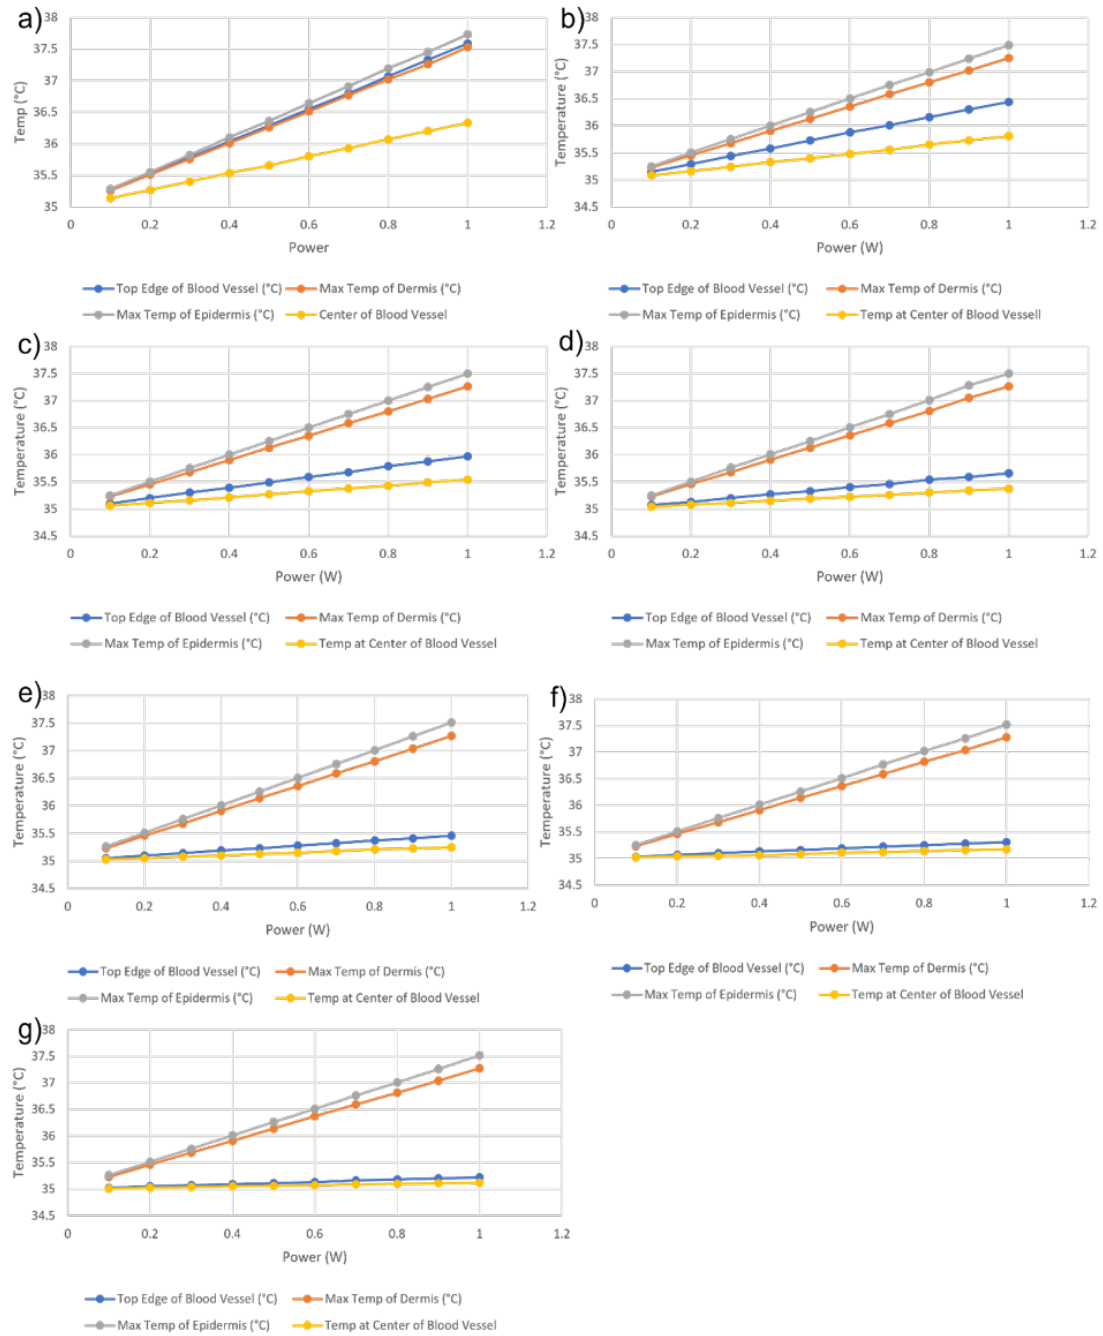 a)
38
37.5
37
36.5
36
35.5
35
Temp (°C)
0 0.2 0.4 0.6 0.8 1 1.2
Power
Top Edge of Blood Vessel (°C) Max Temp of Dermis (°C)
Max Temp of Epidermis (°C) Center of Blood Vessel
b)
38
37.5
37
36.5
36
35.5
35
34.5
Temperature (°C)
0 0.2 0.4 0.6 0.8 1 1.2
Power (W)
Top Edge of Blood Vessel (°C) Max Temp of Dermis (°C)
Max Temp of Epidermis (°C) Temp at Center of Blood Vessell
c)
38
37.5
37
36.5
36
35.5
35
34.5
Temperature (°C)
0 0.2 0.4 0.6 0.8 1 1.2
Power (W)
Top Edge of Blood Vessel (°C) Max Temp of Dermis (°C)
Max Temp of Epidermis (°C) Temp at Center of Blood Vessel
d)
38
37.5
37
36.5
36
35.5
35
34.5
Temperature (°C)
0 0.2 0.4 0.6 0.8 1 1.2
Power (W)
Top Edge of Blood Vessel (°C) Max Temp of Dermis (°C)
Max Temp of Epidermis (°C) Temp at Center of Blood Vessel
e)
38
37.5
37
36.5
36
35.5
35
34.5
Temperature (°C)
0 0.2 0.4 0.6 0.8 1 1.2
Power (W)
Top Edge of Blood Vessel (°C) Max Temp of Dermis (°C)
Max Temp of Epidermis (°C) Temp at Center of Blood Vessel
f)
38
37.5
37
36.5
36
35.5
35
34.5
Temperature (°C)
0 0.2 0.4 0.6 0.8 1 1.2
Power (W)
Top Edge of Blood Vessel (°C) Max Temp of Dermis (°C)
Max Temp of Epidermis (°C) Temp at Center of Blood Vessel
g)
38
37.5
37
36.5
36
35.5
35
34.5
Temperature (°C)
0 0.2 0.4 0.6 0.8 1 1.2
Power (W)
Top Edge of Blood Vessel (°C) Max Temp of Dermis (°C)
Max Temp of Epidermis (°C) Temp at Center of Blood Vessel